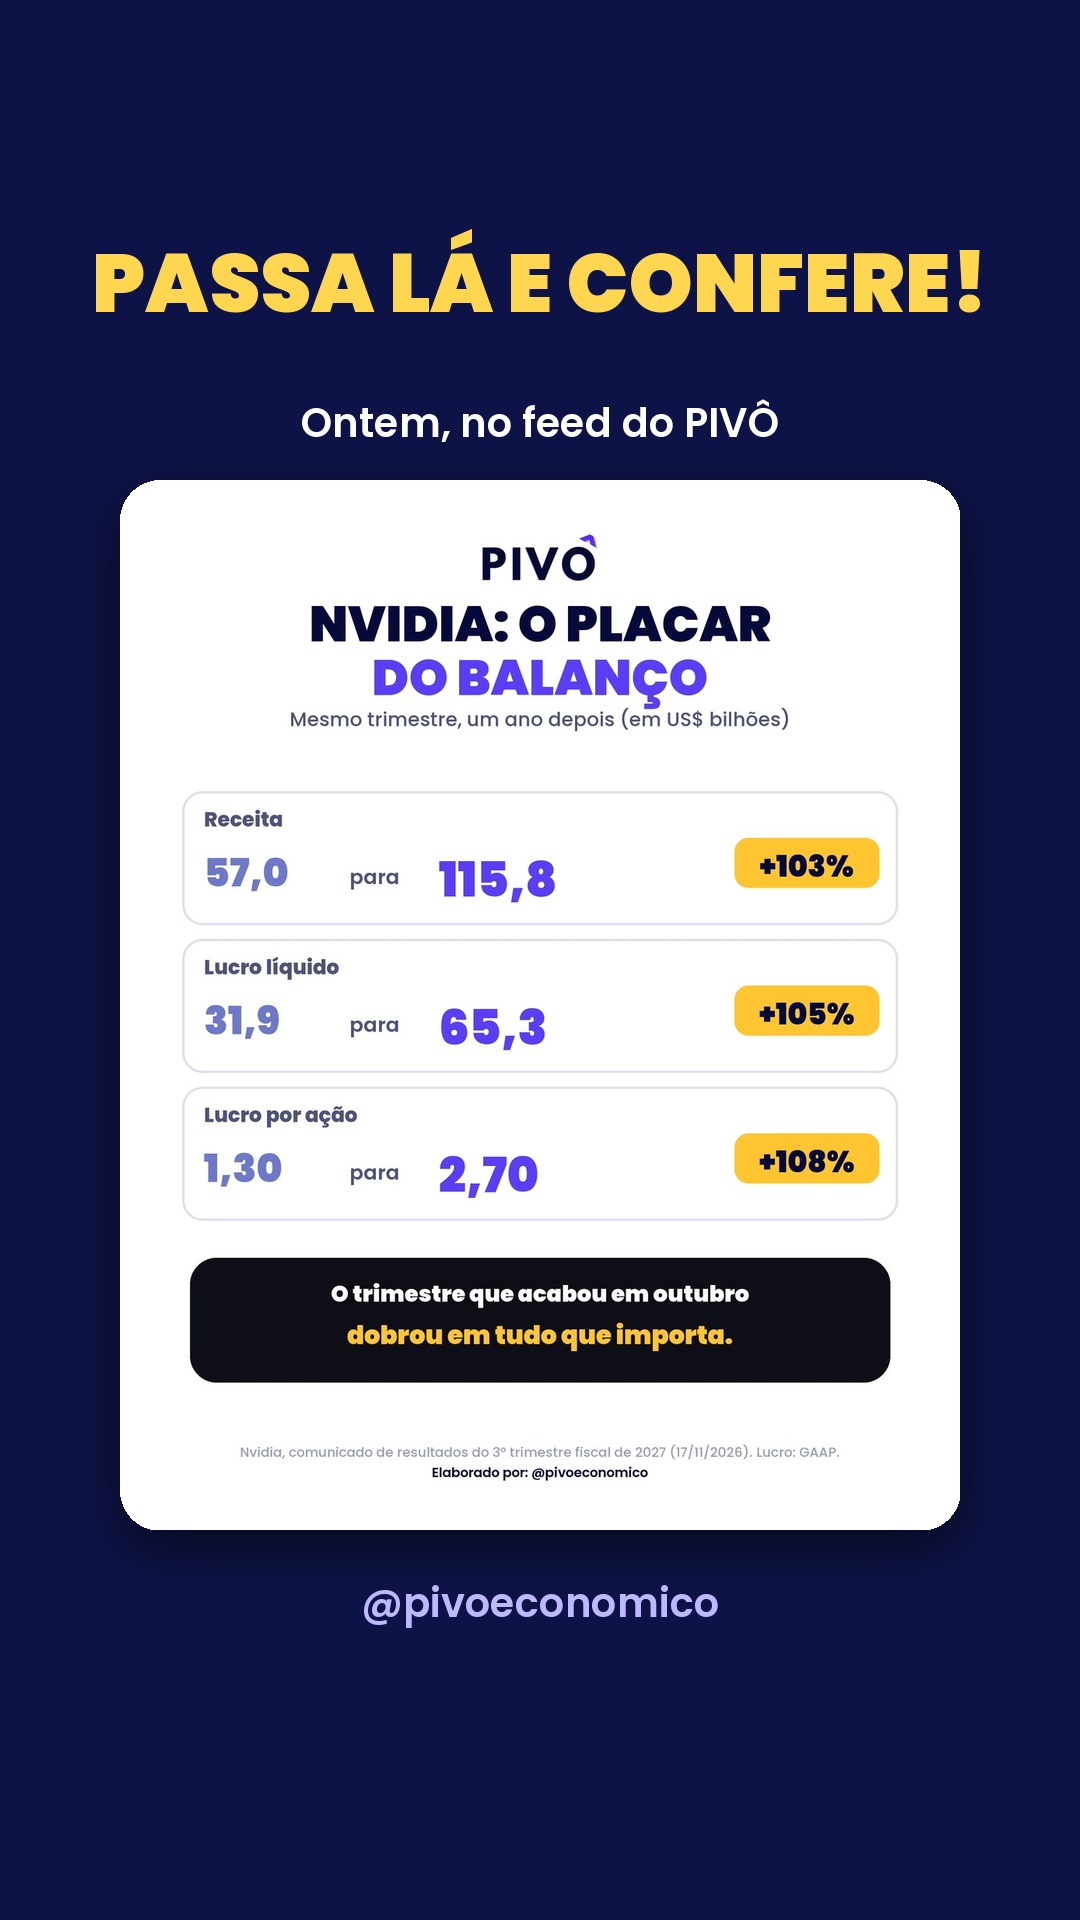 PASSA LÁ E CONFERE!
Ontem, no feed do PIVÔ
PIVÔ
NVIDIA: O PLACAR
DO BALANÇO
Mesmo trimestre, um ano depois (em US$ bilhões)
Receita
57,0 para 115,8 +103%
Lucro líquido
31,9 para 65,3 +105%
Lucro por ação
1,30 para 2,70 +108%
O trimestre que acabou em outubro
dobrou em tudo que importa.
Nvidia, comunicado de resultados do 3º trimestre fiscal de 2027 (17/11/2026). Lucro: GAAP.
Elaborado por: @pivoeconomico
@pivoeconomico